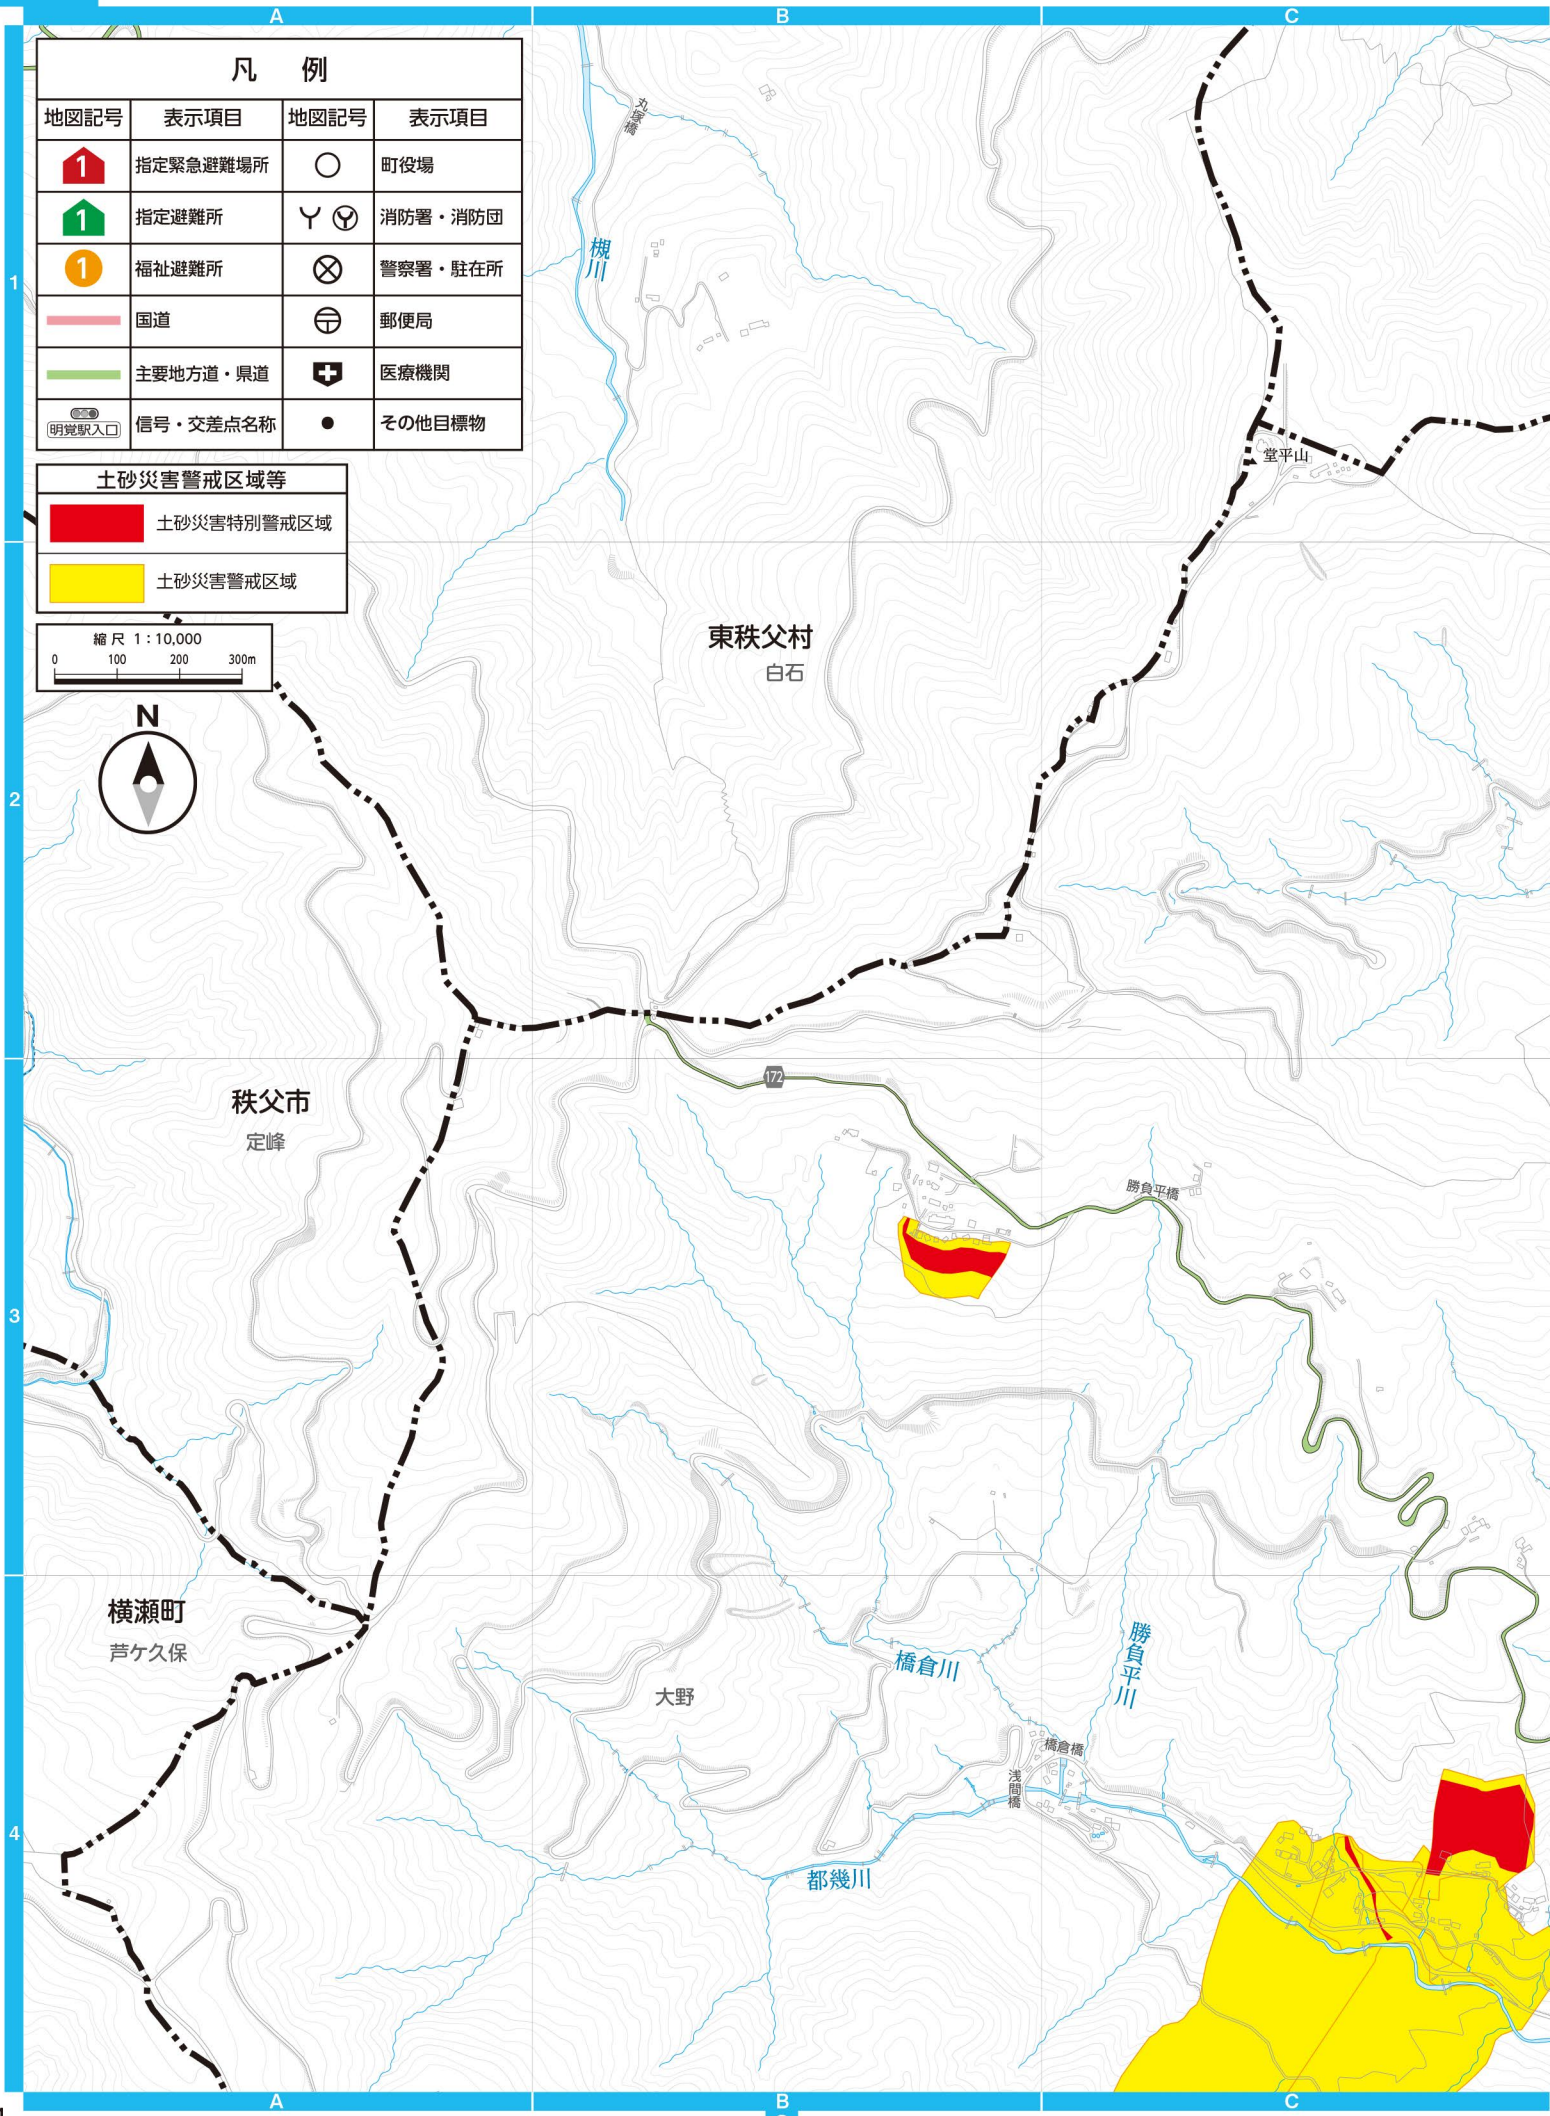 A
B
C
凡 例
地図記号 表示項目 地図記号 表示項目
1 指定緊急避難場所 町役場
1 指定避難所 消防署・消防団
1 福祉避難所 警察署・駐在所
国道 郵便局
主要地方道・県道 医療機関
明覚駅入口 信号・交差点名称 その他目標物
土砂災害警戒区域等
土砂災害特別警戒区域
土砂災害警戒区域
縮尺 1：10,000
0 100 200 300m
N
丸塚橋
槻川
1
堂平山
東秩父村
白石
2
秩父市
定峰
172
勝負平橋
3
横瀬町
芦ケ久保
大野
橋倉川
勝負平川
橋倉橋
浅間橋
都幾川
4
A
B
C